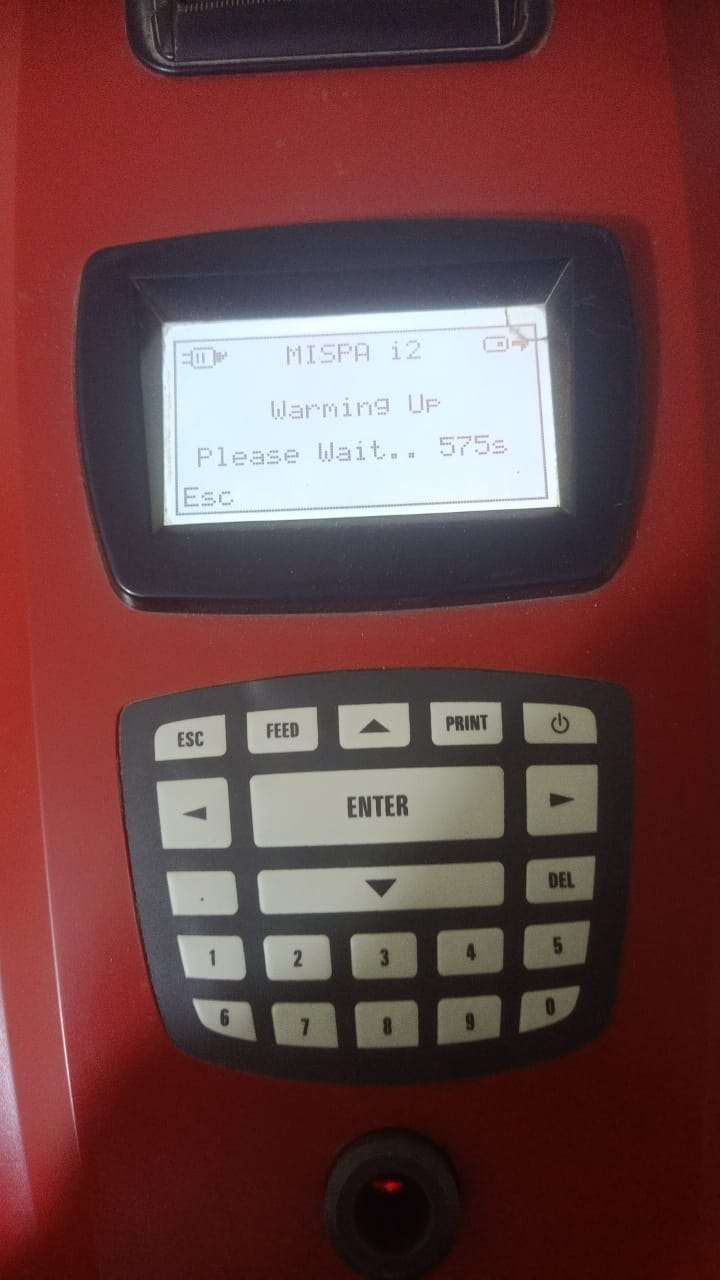 MISPA i2
Warming Up
Please Wait.. 575s
Esc
ESC FEED PRINT
ENTER
. DEL
1 2 3 4 5
6 7 8 9 0